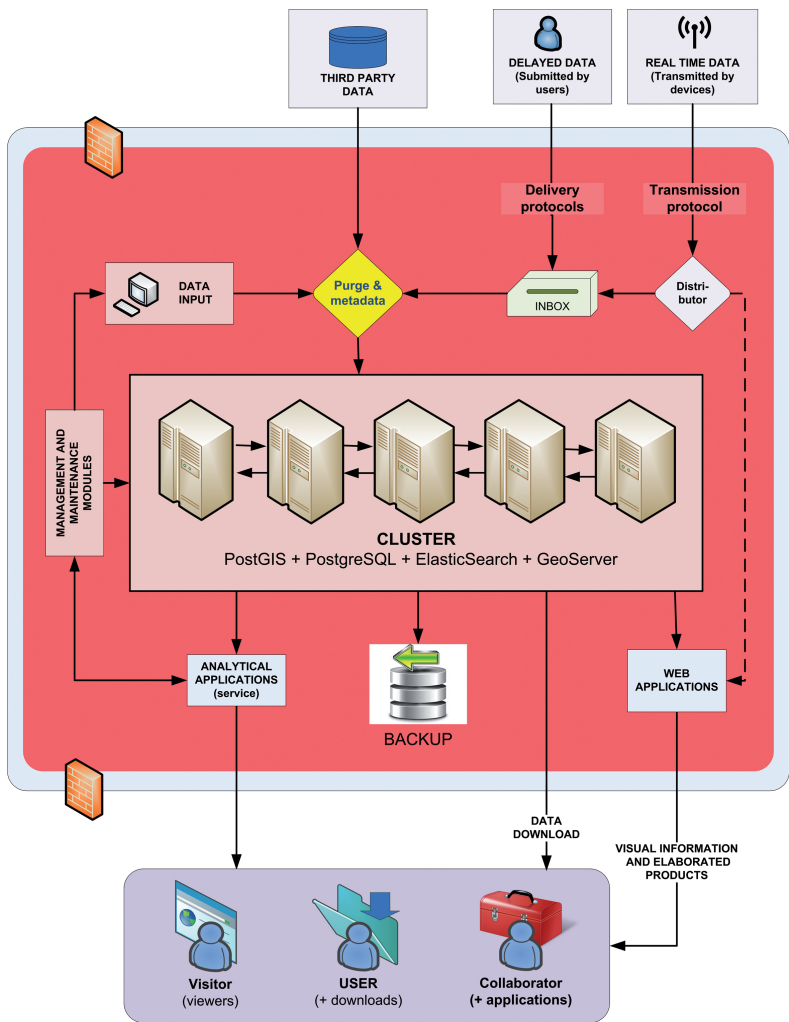 THIRD PARTY
DATA
DELAYED DATA
(Submitted by
users)
REAL TIME DATA
(Transmitted by
devices)
Delivery
protocols
Transmission
protocol
DATA
INPUT
Purge &
metadata
INBOX
Distri-
butor
MANAGEMENT AND
MAINTENANCE
MODULES
CLUSTER
PostGIS + PostgreSQL + ElasticSearch + GeoServer
ANALYTICAL
APPLICATIONS
(service)
BACKUP
WEB
APPLICATIONS
DATA
DOWNLOAD
VISUAL INFORMATION
AND ELABORATED
PRODUCTS
Visitor
(viewers)
USER
(+ downloads)
Collaborator
(+ applications)